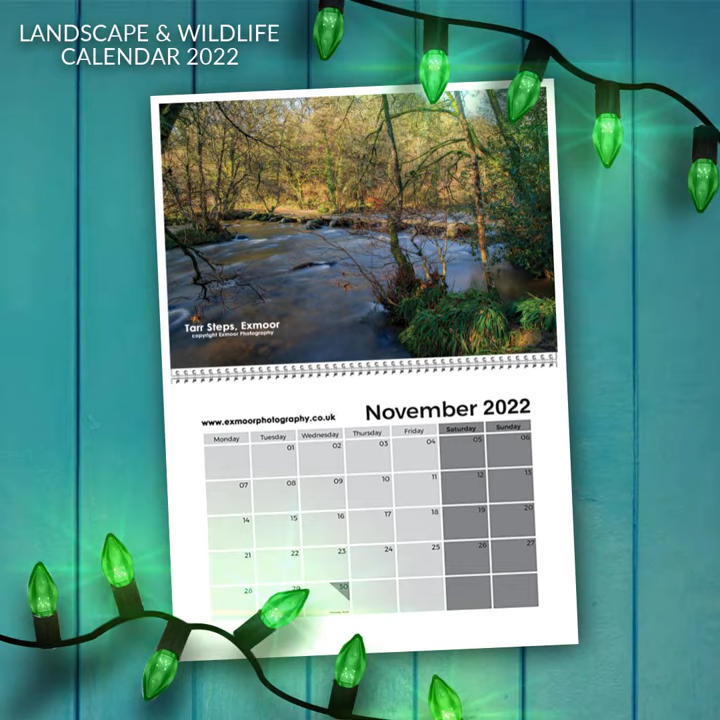 LANDSCAPE & WILDLIFE
CALENDAR 2022
Tarr Steps, Exmoor
copyright Exmoor Photography
www.exmoorphotography.co.uk
November 2022
Monday Tuesday Wednesday Thursday Friday Saturday Sunday
01 02 03 04 05 06
07 08 09 10 11 12 13
14 15 16 17 18 19 20
21 22 23 24 25 26 27
28 29 30